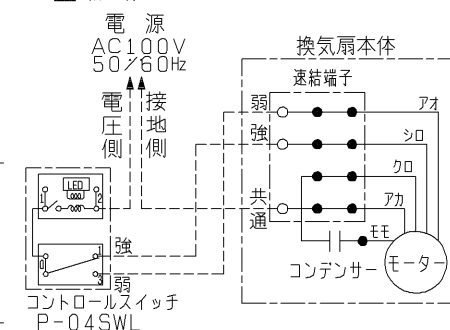 電 源
AC100V
50/60Hz
電圧側
接地側
換気扇本体
速結端子
弱
強
共通
アオ
シロ
クロ
アカ
モモ
コンデンサー
モーター
LED
1
2
強
弱
0
1
3
コントロールスイッチ
P-04SWL